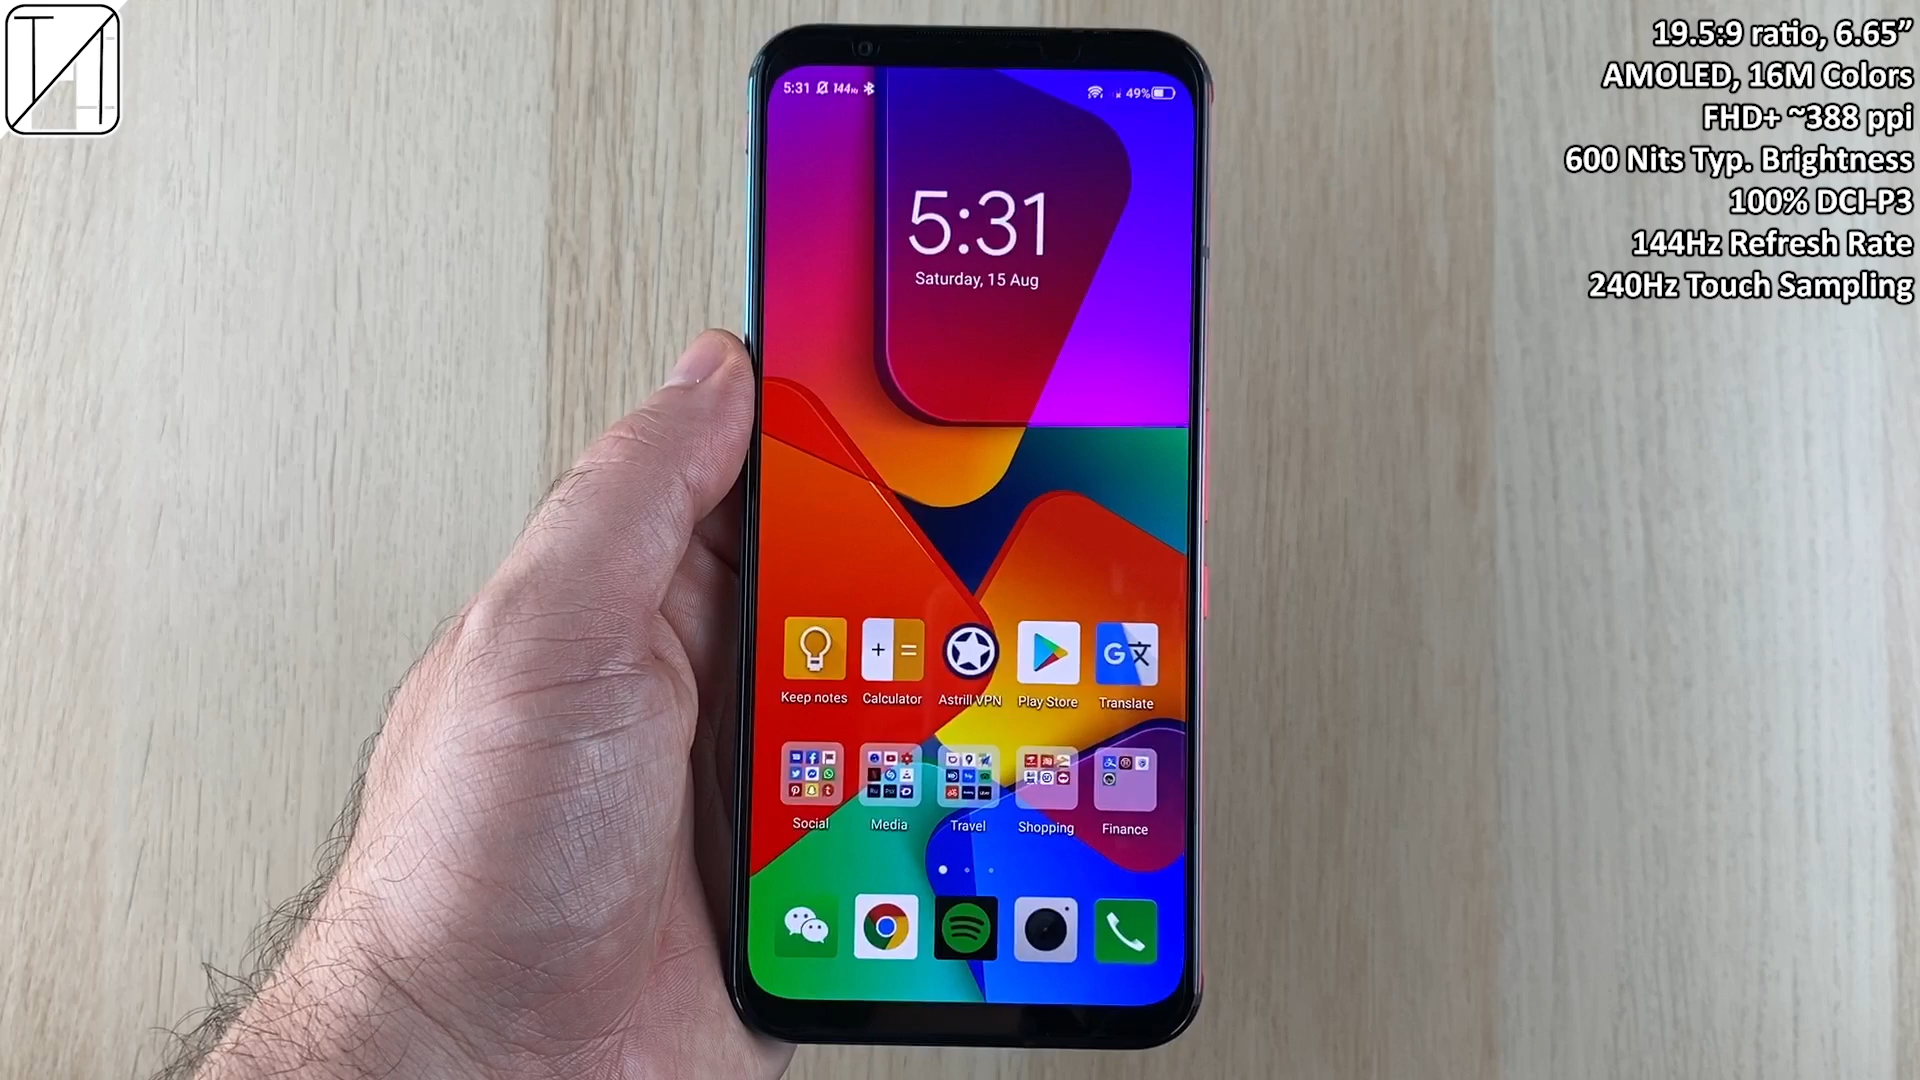 19.5:9 ratio, 6.65”
AMOLED, 16M Colors
FHD+ ~388 ppi
600 Nits Typ. Brightness
100% DCI-P3
144Hz Refresh Rate
240Hz Touch Sampling
5:31 144Hz 49%
5:31
Saturday, 15 Aug
Keep notes Calculator Astrill VPN Play Store Translate
Social Media Travel Shopping Finance